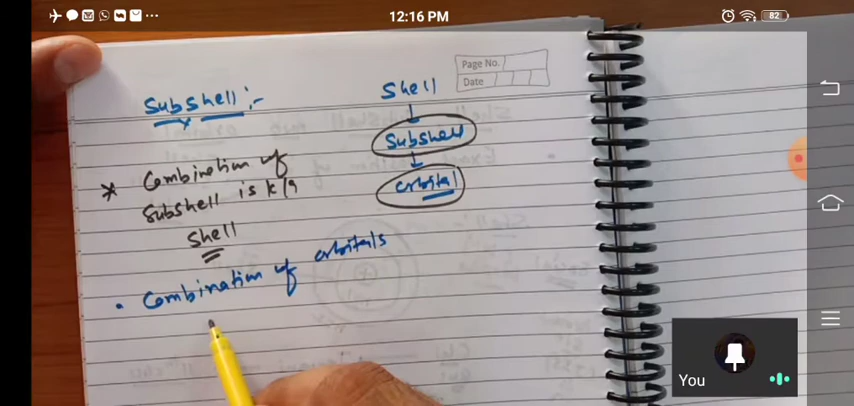 12:16 PM
82
Page No.
Date
Subshell :-
Shell
Subshell
orbital
* Combination of
Subshell is k/a
Shell
• Combination of orbitals
You